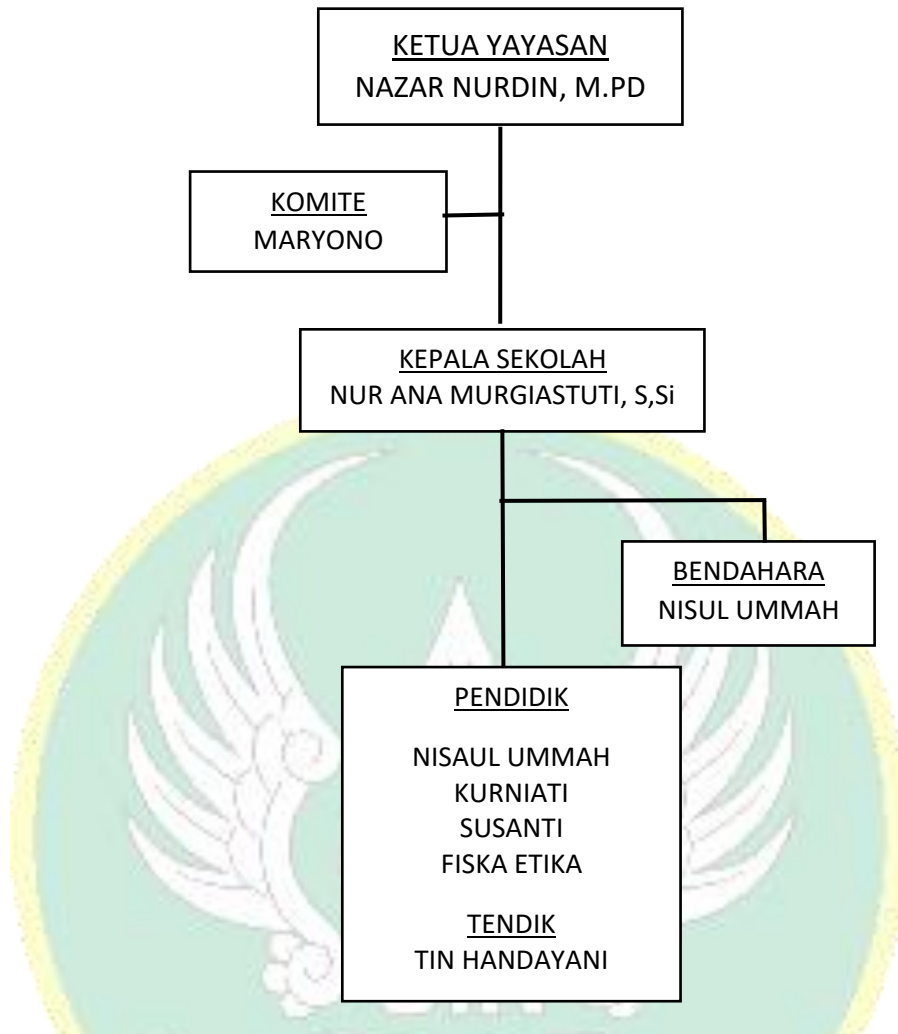 KETUA YAYASAN
NAZAR NURDIN, M.PD
KOMITE
MARYONO
KEPALA SEKOLAH
NUR ANA MURGIASTUTI, S,Si
BENDAHARA
NISUL UMMAH
PENDIDIK
NISAUL UMMAH
KURNIATI
SUSANTI
FISKA ETIKA
TENDIK
TIN HANDAYANI